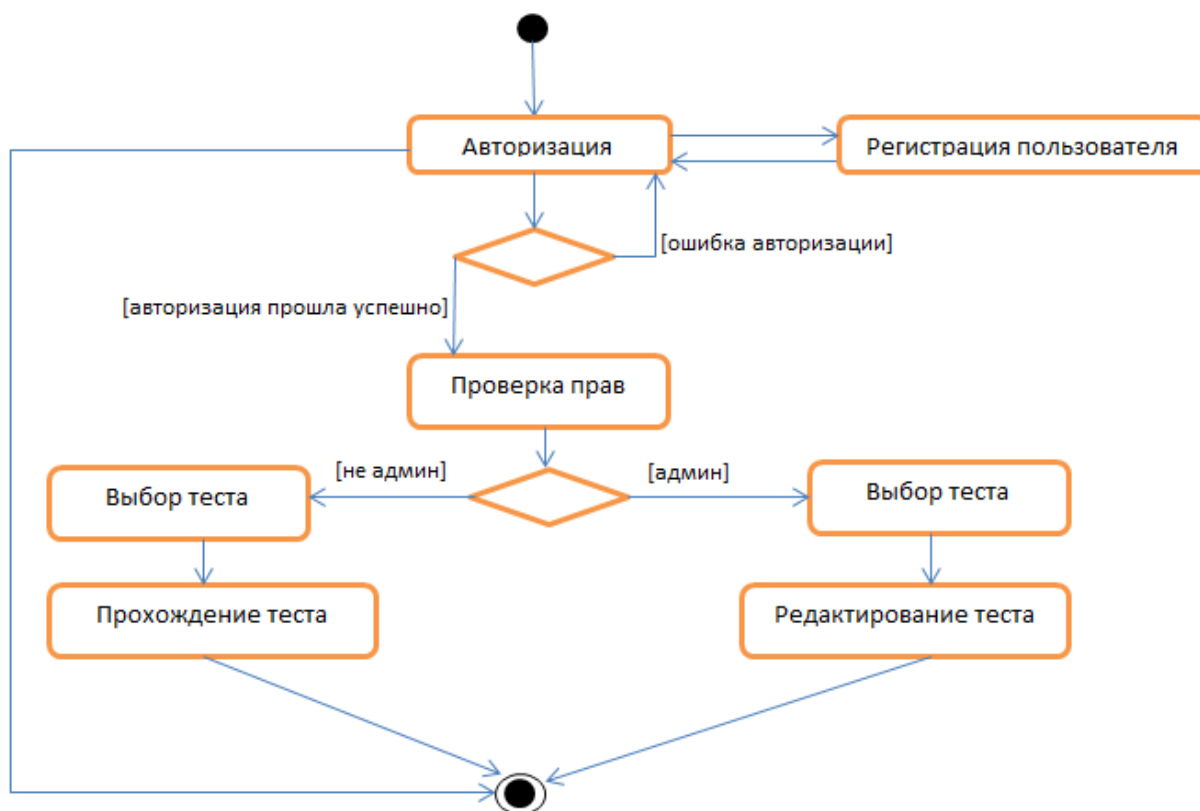 Авторизация
Регистрация пользователя
[ошибка авторизации]
[авторизация прошла успешно]
Проверка прав
[не админ]
[админ]
Выбор теста
Выбор теста
Прохождение теста
Редактирование теста